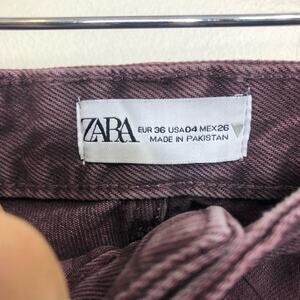 ZARA
EUR 36 USA 04 MEX 26
MADE IN PAKISTAN